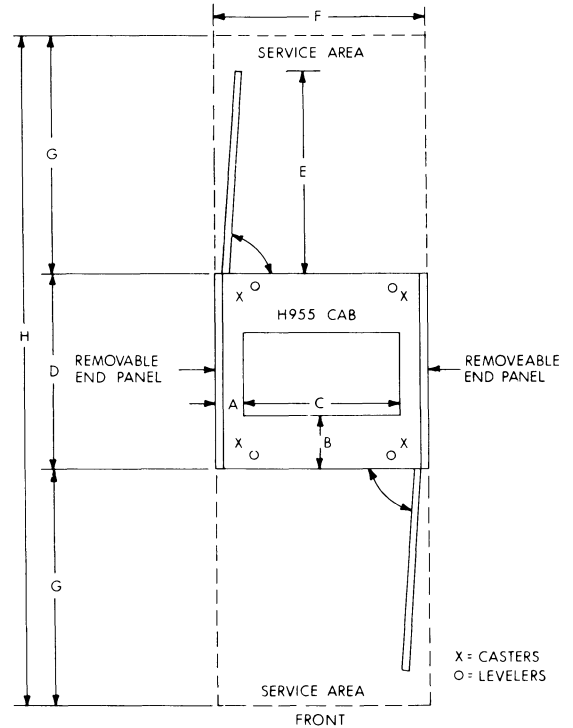 F
SERVICE AREA
G
E
X O O X
H955 CAB
H
D
REMOVABLE
END PANEL
REMOVEABLE
END PANEL
A
C
B
X O O X
G
X = CASTERS
O = LEVELERS
SERVICE AREA
FRONT